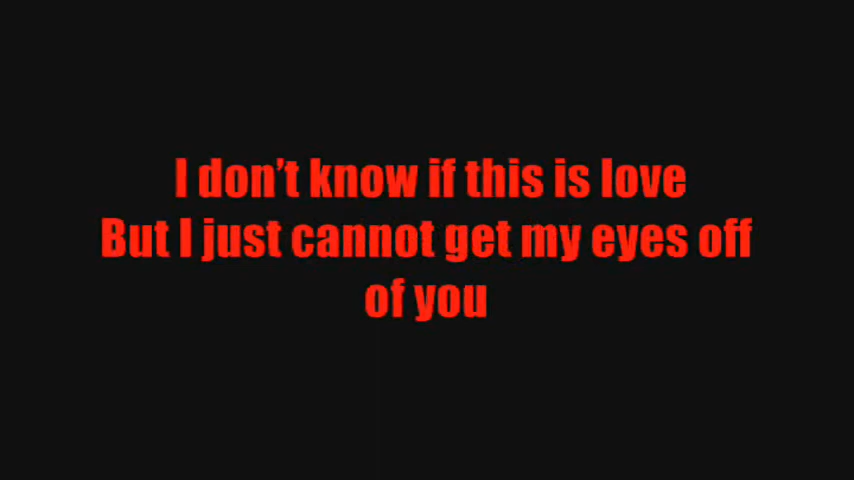 I don’t know if this is love
But I just cannot get my eyes off
of you